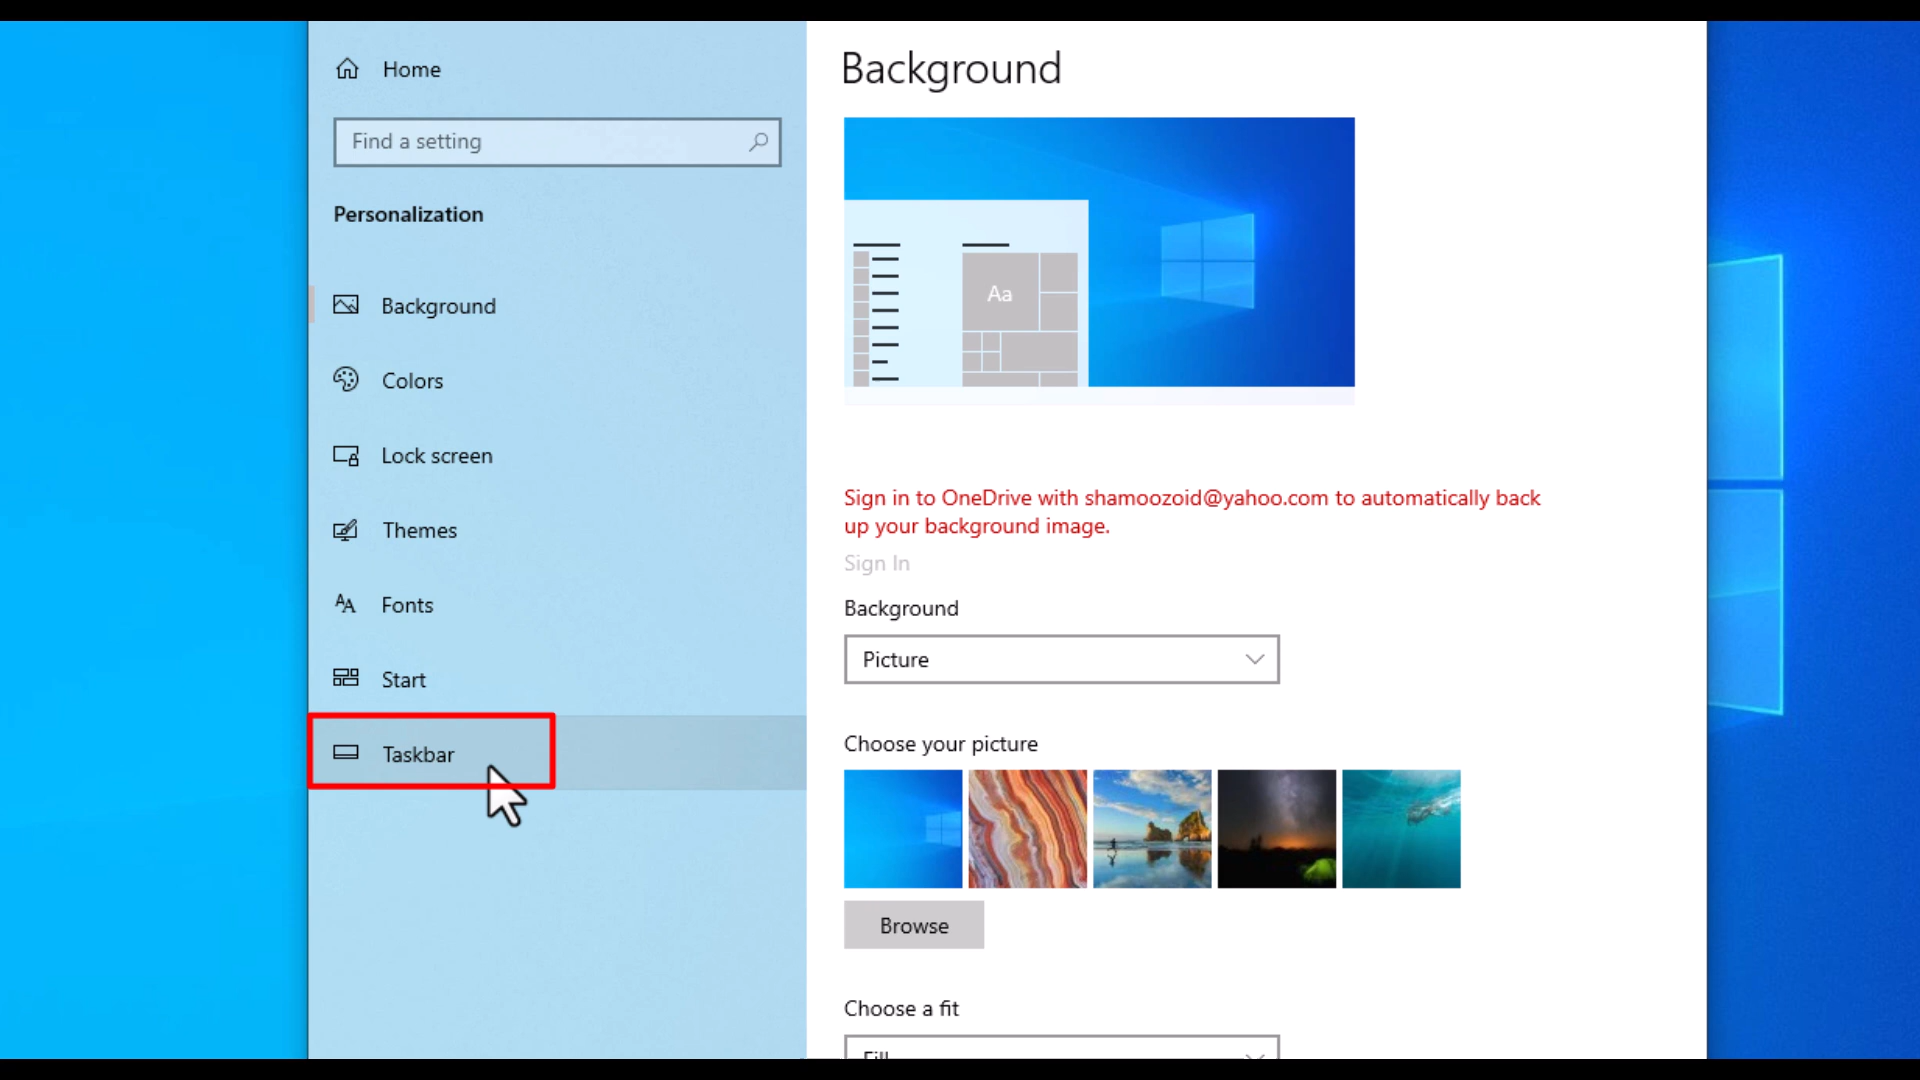 Home
Find a setting
Personalization
Background
Colors
Lock screen
Themes
Fonts
Start
Taskbar
Background
Aa
Sign in to OneDrive with shamoozoid@yahoo.com to automatically back
up your background image.
Sign In
Background
Picture
Choose your picture
Browse
Choose a fit
Fill